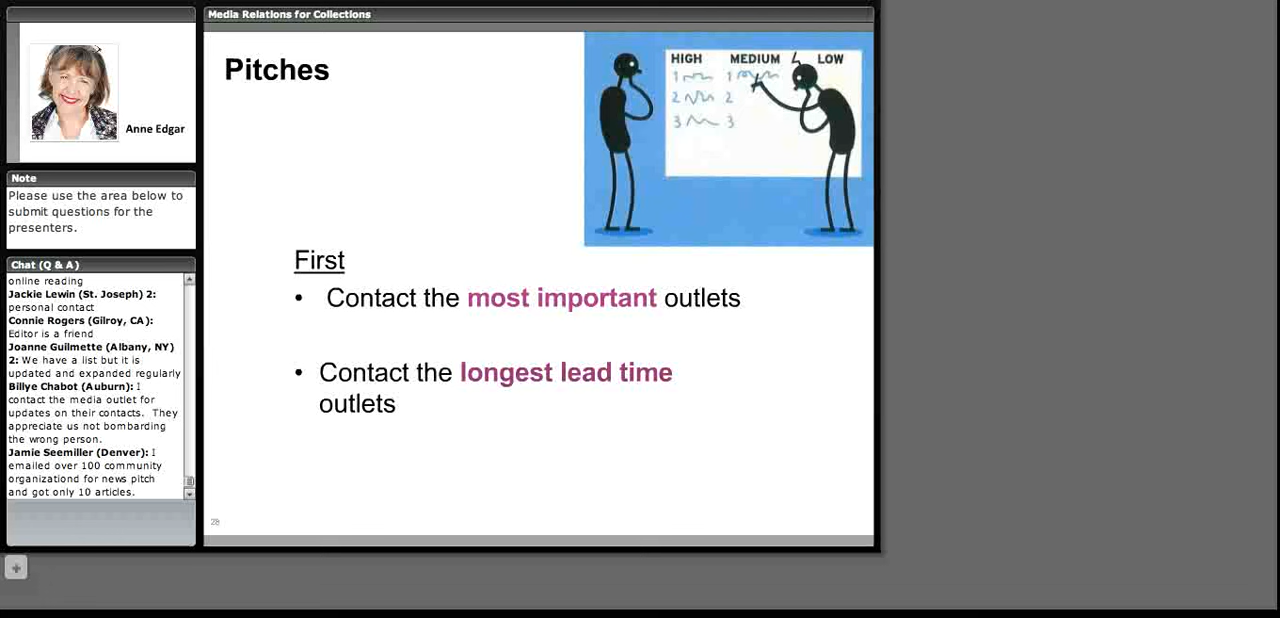 Media Relations for Collections
Anne Edgar
Note
Please use the area below to
submit questions for the
presenters.
Chat (Q & A)
online reading
Jackie Lewin (St. Joseph) 2:
personal contact
Connie Rogers (Gilroy, CA):
Editor is a friend
Joanne Guilmette (Albany, NY)
2: We have a list but it is
updated and expanded regularly
Billye Chabot (Auburn): I
contact the media outlet for
updates on their contacts. They
appreciate us not bombarding
the wrong person.
Jamie Seemiller (Denver): I
emailed over 100 community
organizationd for news pitch
and got only 10 articles.
Pitches
HIGH MEDIUM LOW
1 1
2 2
3 3
First
• Contact the most important outlets
• Contact the longest lead time
outlets
28